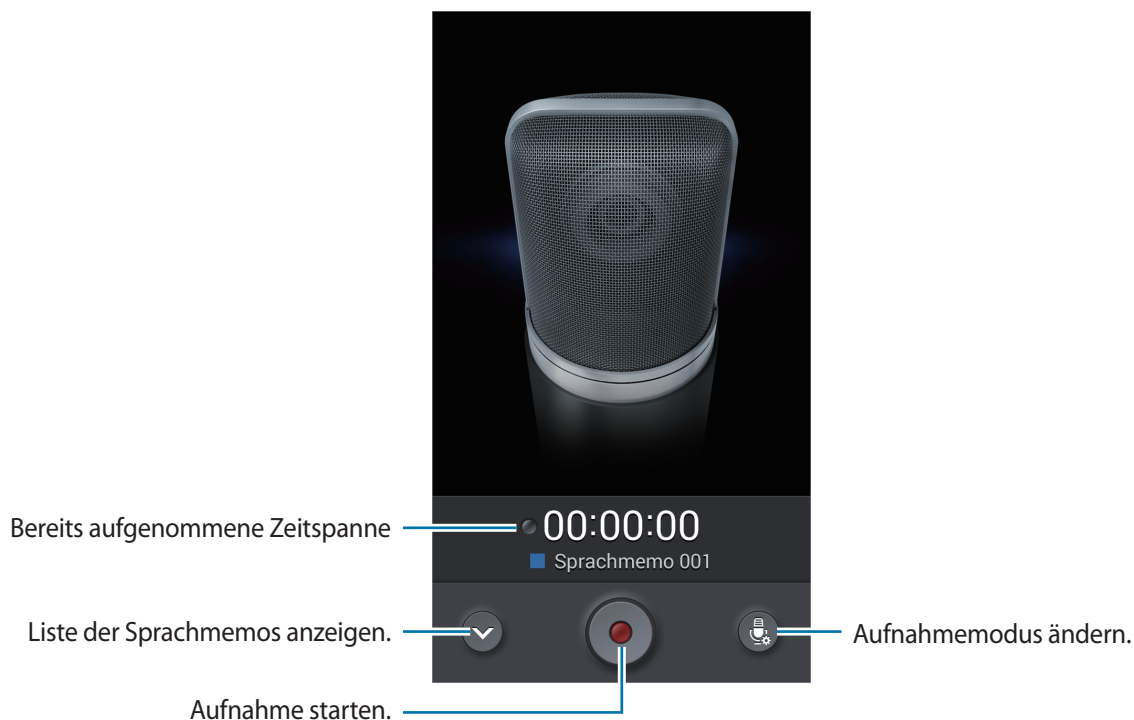 Bereits aufgenommene Zeitspanne
00:00:00
Sprachmemo 001
Liste der Sprachmemos anzeigen.
Aufnahmemodus ändern.
Aufnahme starten.